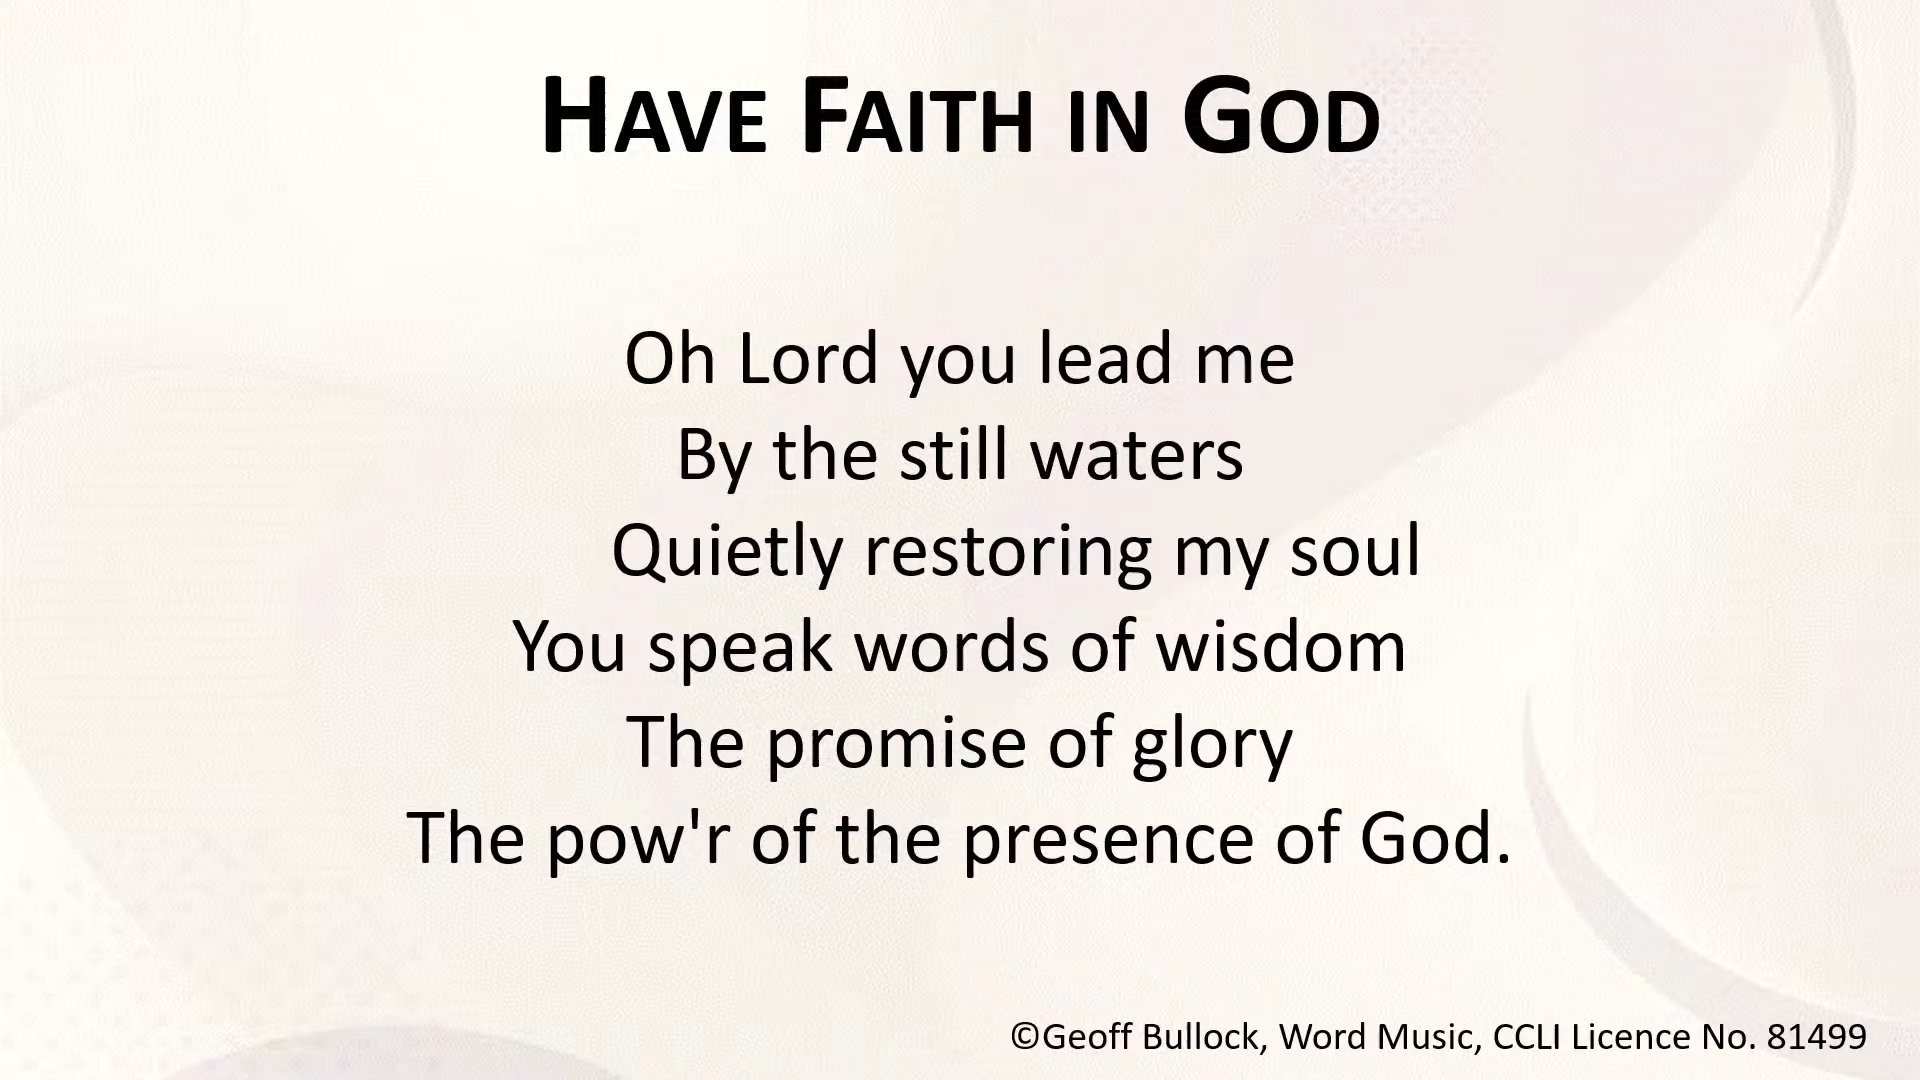 Have Faith in God
Oh Lord you lead me
By the still waters
Quietly restoring my soul
You speak words of wisdom
The promise of glory
The pow'r of the presence of God.
©Geoff Bullock, Word Music, CCLI Licence No. 81499